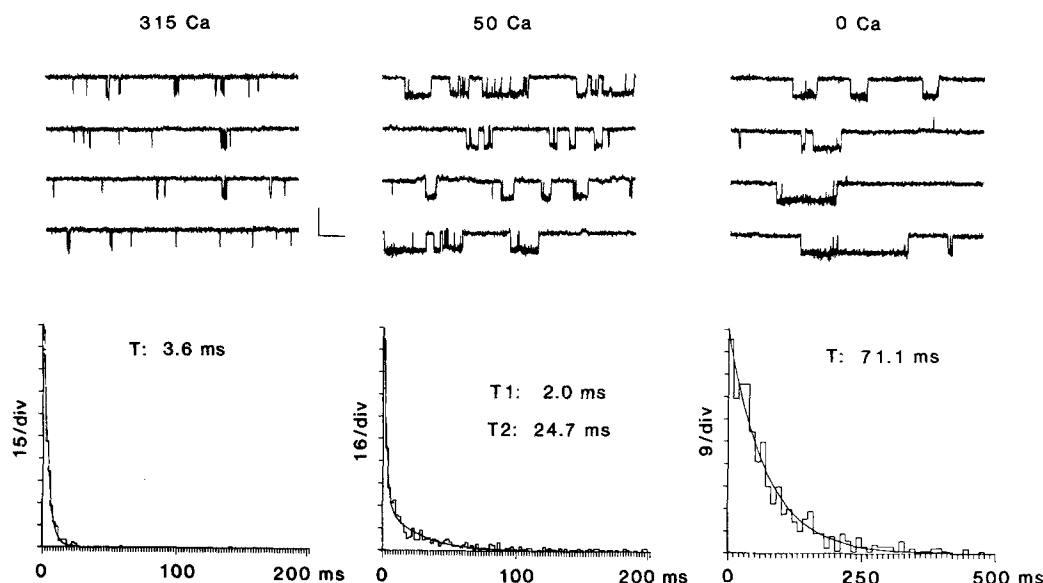 315 Ca
50 Ca
0 Ca
T: 3.6 ms
15/div
0
100
200 ms
T1: 2.0 ms
T2: 24.7 ms
16/div
0
100
200 ms
T: 71.1 ms
9/div
0
250
500 ms